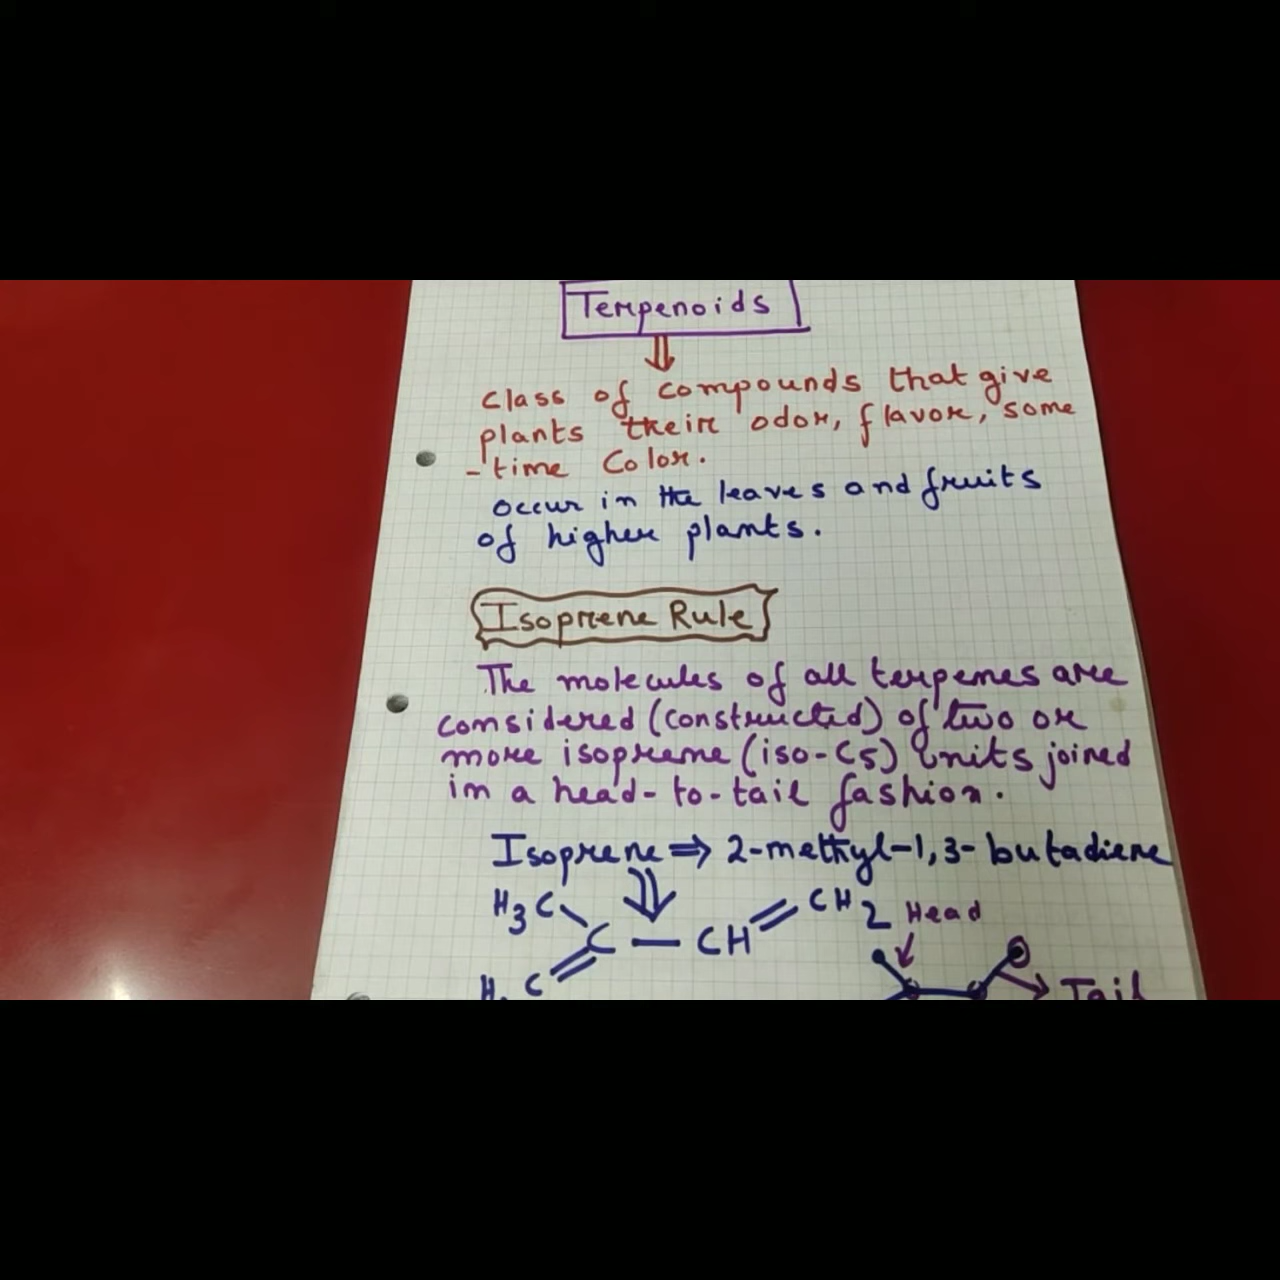 Terpenoids
Class of compounds that give
plants their odor, flavor, some
-time Color.
occur in the leaves and fruits
of higher plants.
Isoprene Rule
The molecules of all terpenes are
considered (constructed) of two or
more isoprene (iso-C5) Units joined
in a head-to-tail fashion.
Isoprene ⇒ 2-methyl-1,3-butadiene
H3C CH2 Head
C — CH
H C Tail